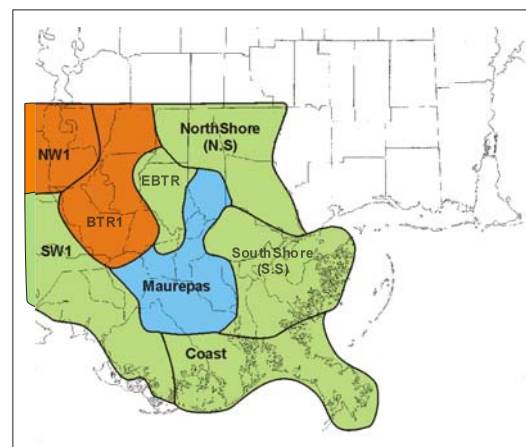 NorthShore
(N.S)
NW1
EBTR
BTR1
SW1
SouthShore
(S.S)
Maurepas
Coast